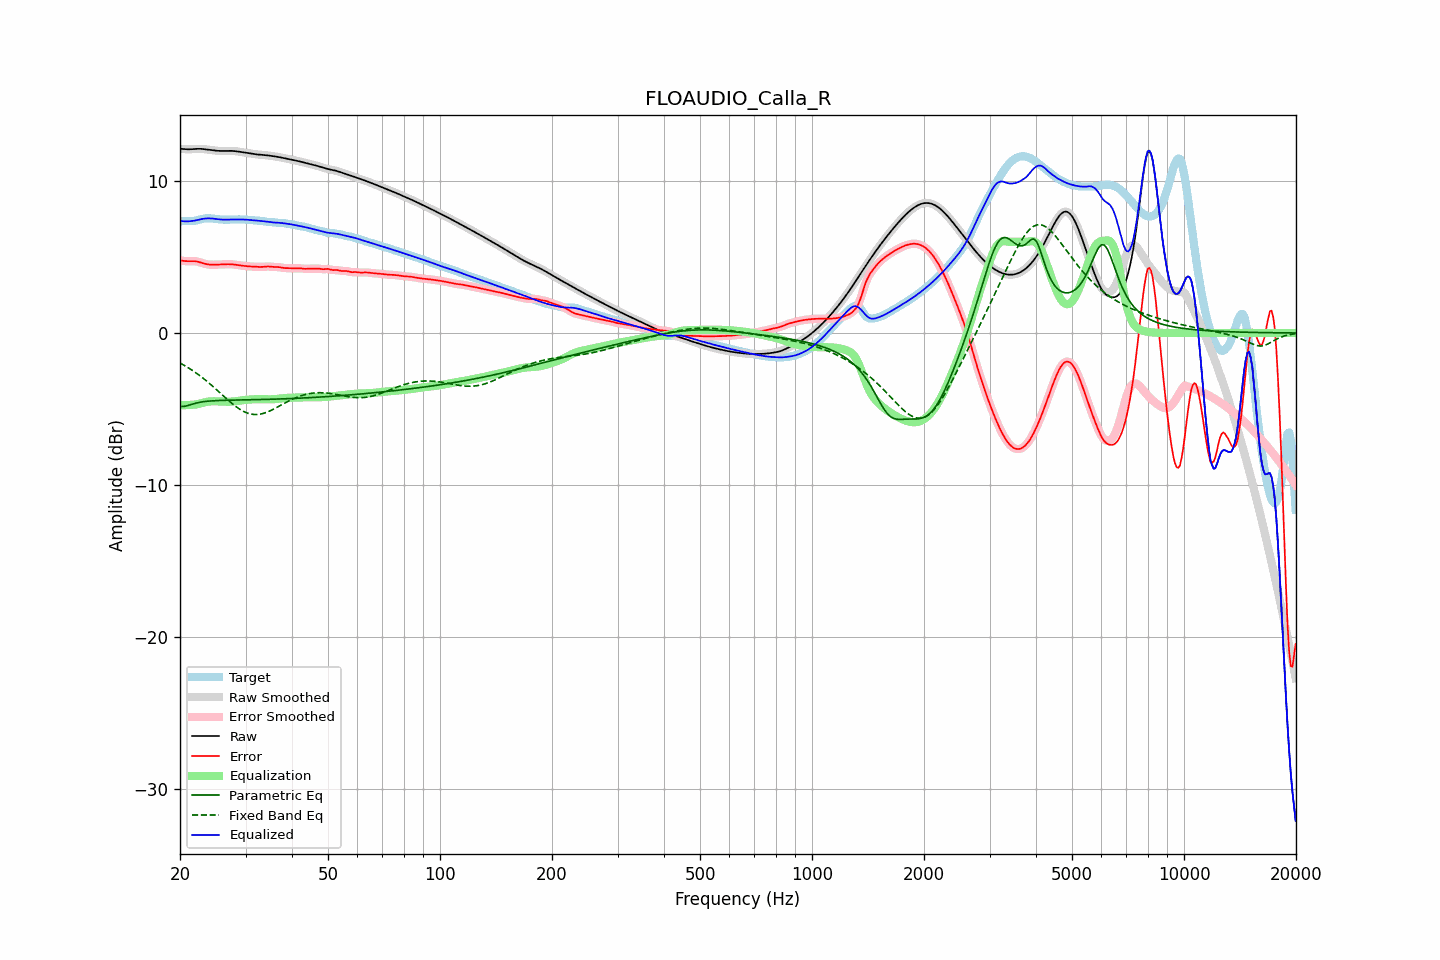 FLOAUDIO_Calla_R
Amplitude (dBr)
10
0
−10
−20
−30
Target
Raw Smoothed
Error Smoothed
Raw
Error
Equalization
Parametric Eq
Fixed Band Eq
Equalized
20 50 100 200 500 1000 2000 5000 10000 20000
Frequency (Hz)